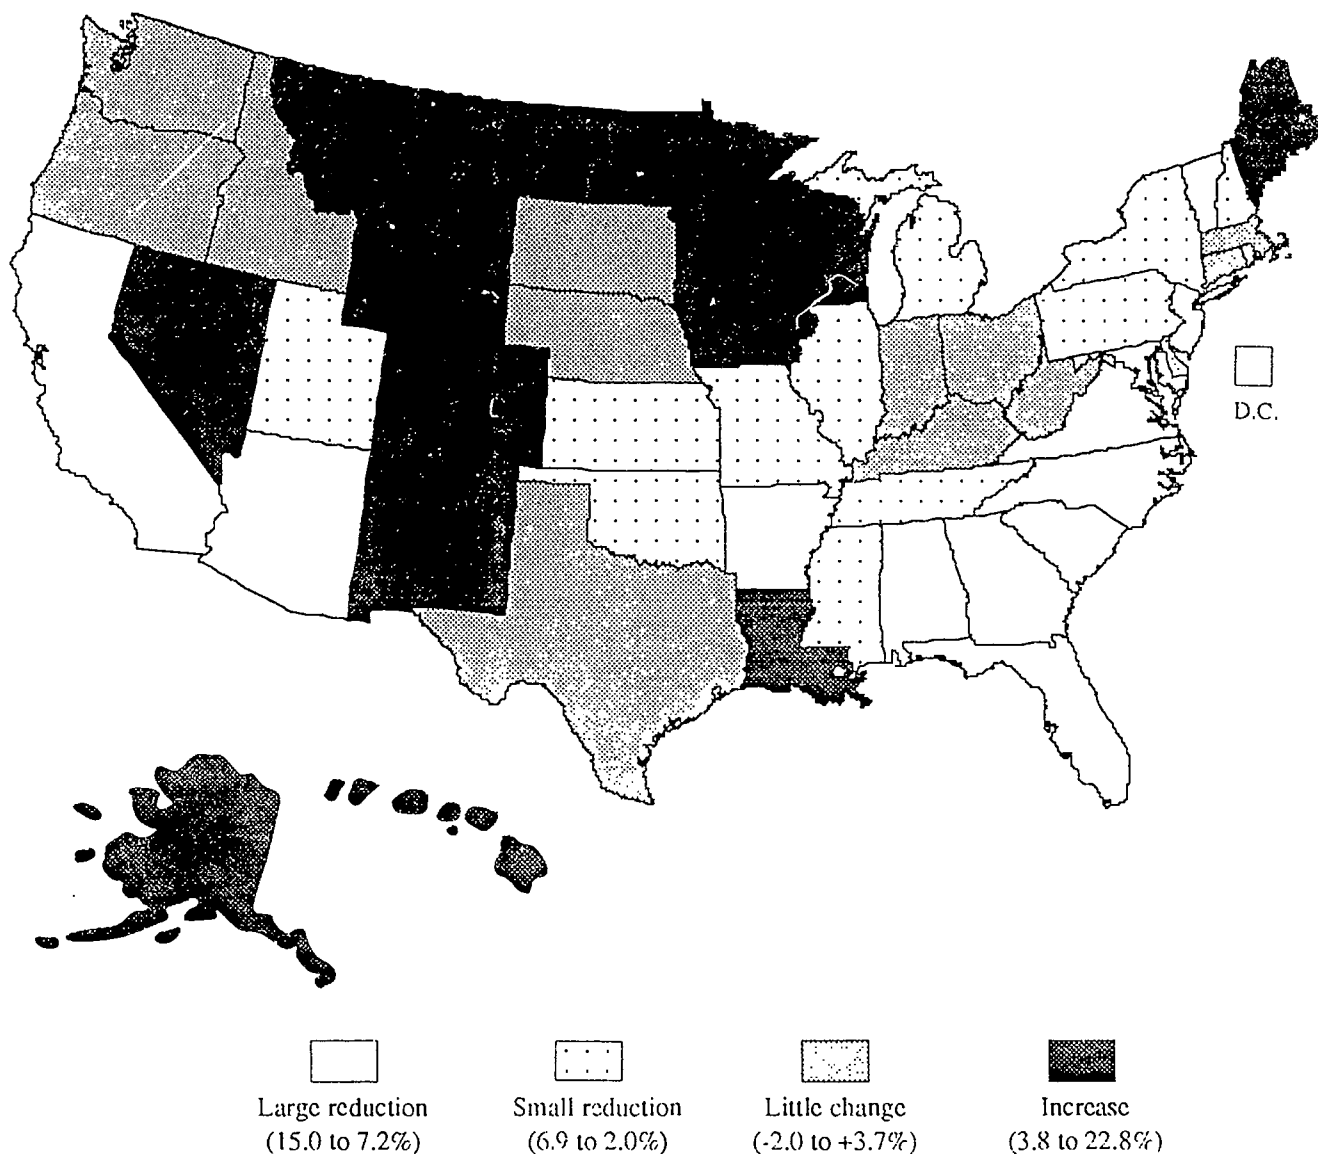 D.C.
Large reduction
(15.0 to 7.2%)
Small reduction
(6.9 to 2.0%)
Little change
(-2.0 to +3.7%)
Increase
(3.8 to 22.8%)